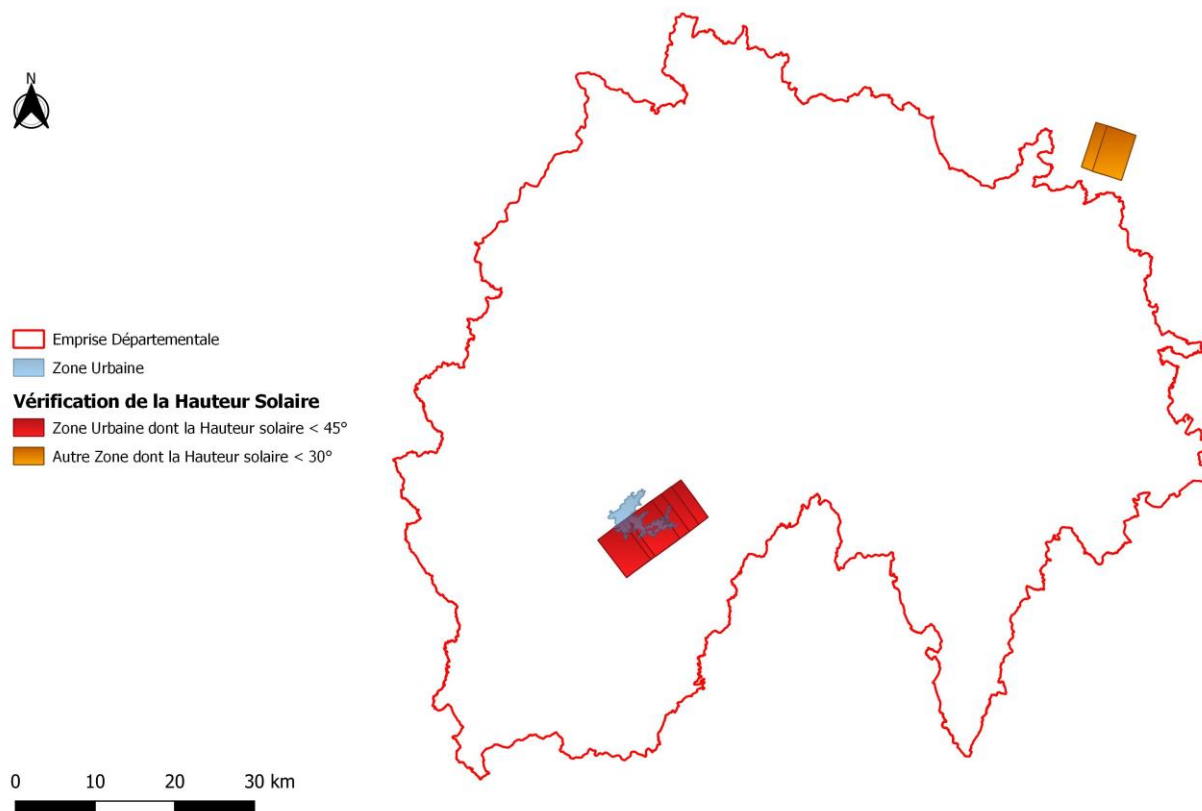 N
Emprise Départementale
Zone Urbaine
Vérification de la Hauteur Solaire
Zone Urbaine dont la Hauteur solaire < 45°
Autre Zone dont la Hauteur solaire < 30°
0 10 20 30 km